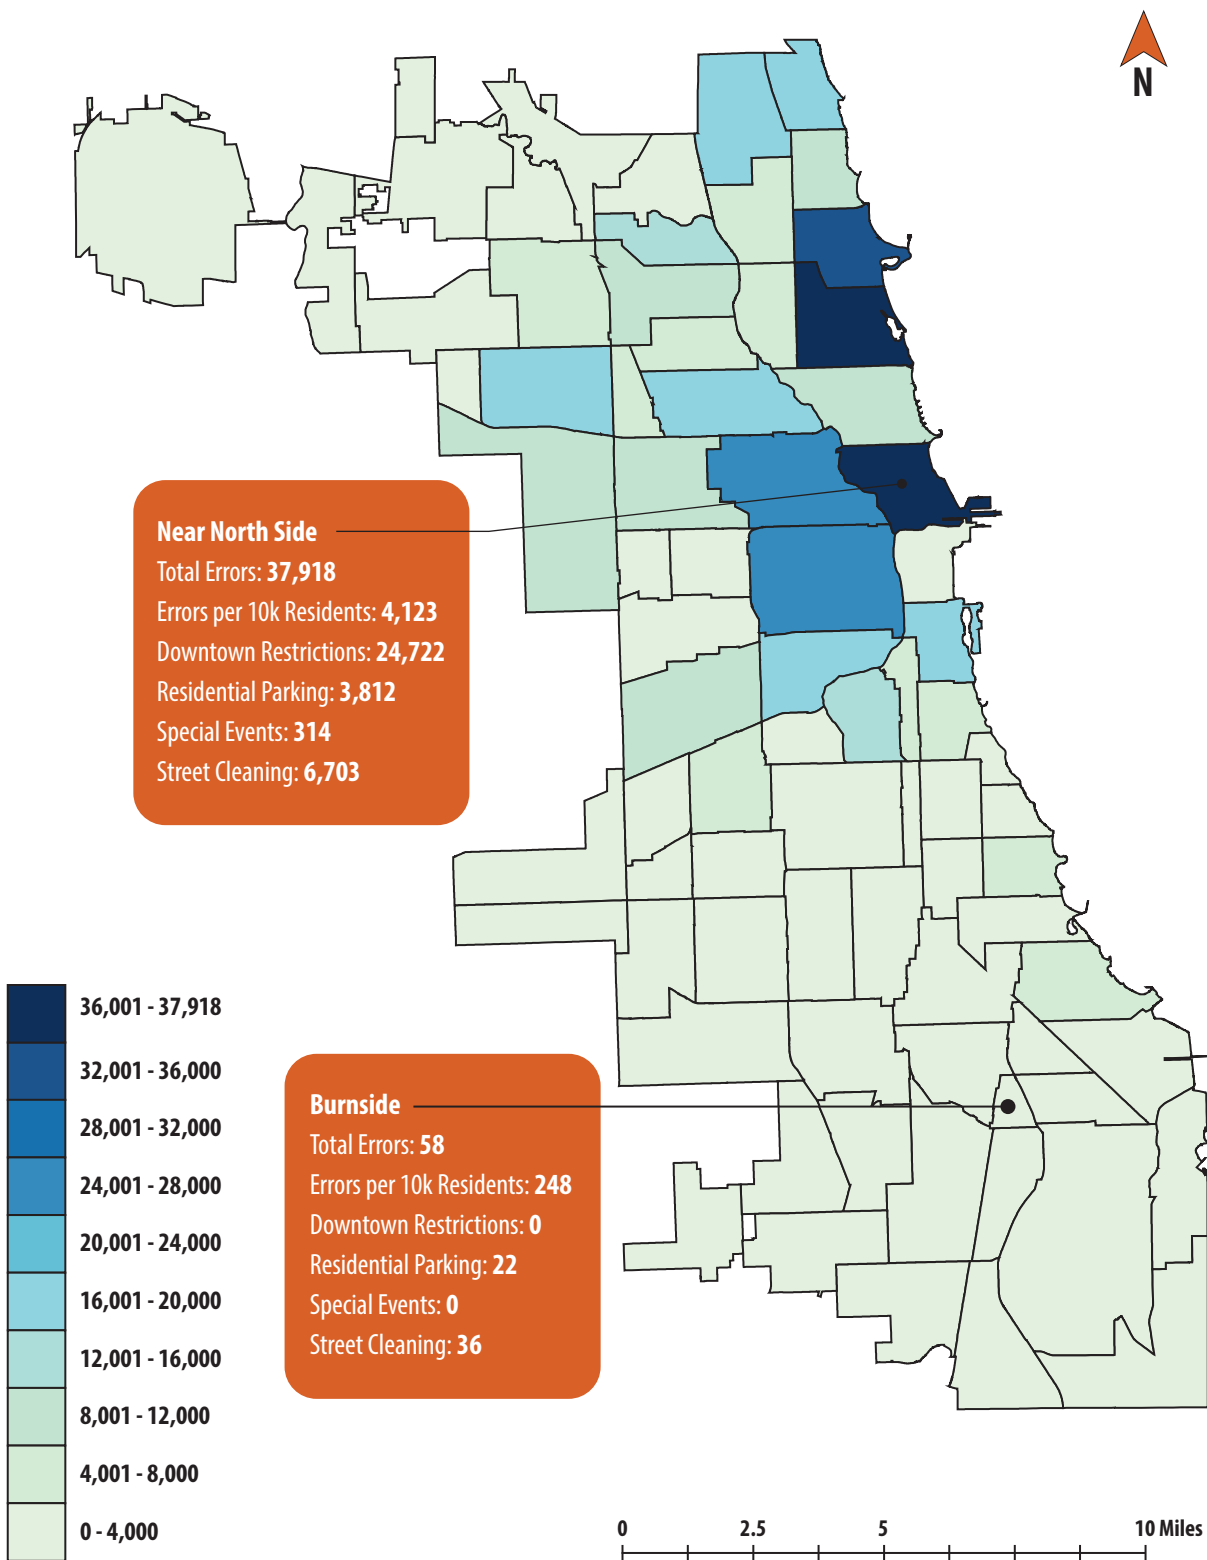 N
Near North Side
Total Errors: 37,918
Errors per 10k Residents: 4,123
Downtown Restrictions: 24,722
Residential Parking: 3,812
Special Events: 314
Street Cleaning: 6,703
Burnside
Total Errors: 58
Errors per 10k Residents: 248
Downtown Restrictions: 0
Residential Parking: 22
Special Events: 0
Street Cleaning: 36
36,001 - 37,918
32,001 - 36,000
28,001 - 32,000
24,001 - 28,000
20,001 - 24,000
16,001 - 20,000
12,001 - 16,000
8,001 - 12,000
4,001 - 8,000
0 - 4,000
0 2.5 5 10 Miles